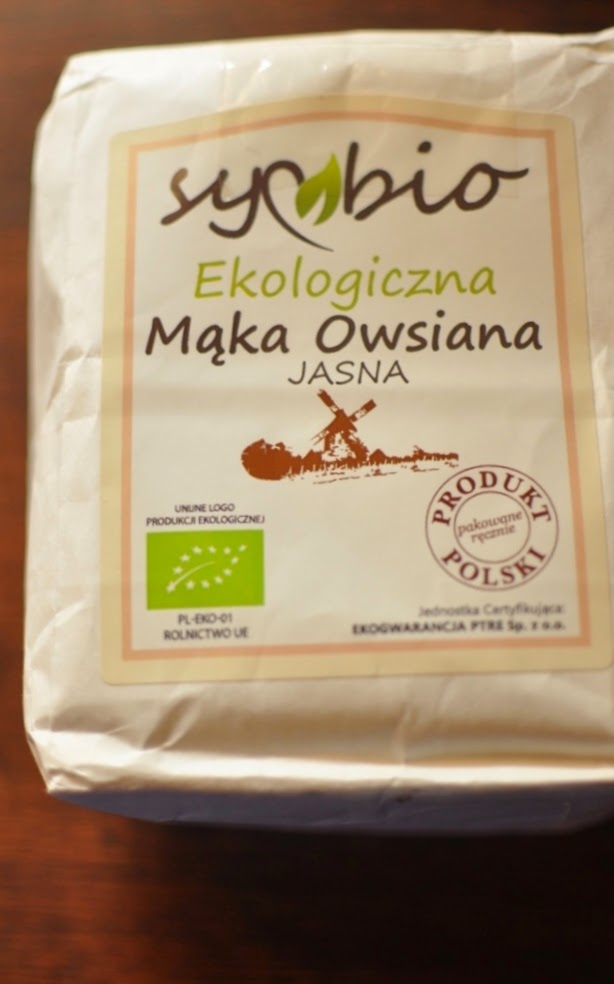 symbio
Ekologiczna
Mąka Owsiana
JASNA
UNIJNE LOGO
PRODUKCJI EKOLOGICZNEJ
PL-EKO-01
ROLNICTWO UE
PRODUKT
pakowane
ręcznie
POLSKI
Jednostka Certyfikująca:
EKOGWARANCJA PTRE Sp. z o.o.